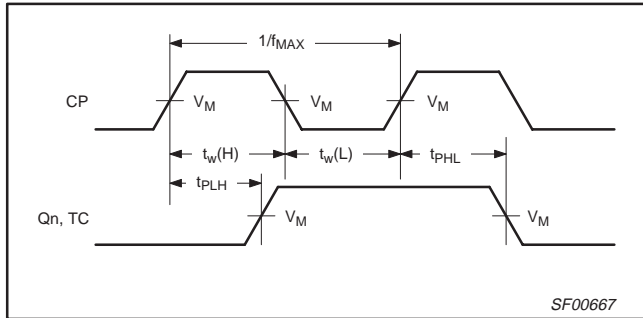 1/fMAX
CP
VM
VM
VM
tw(H)
tw(L)
tPHL
tPLH
Qn, TC
VM
VM
SF00667